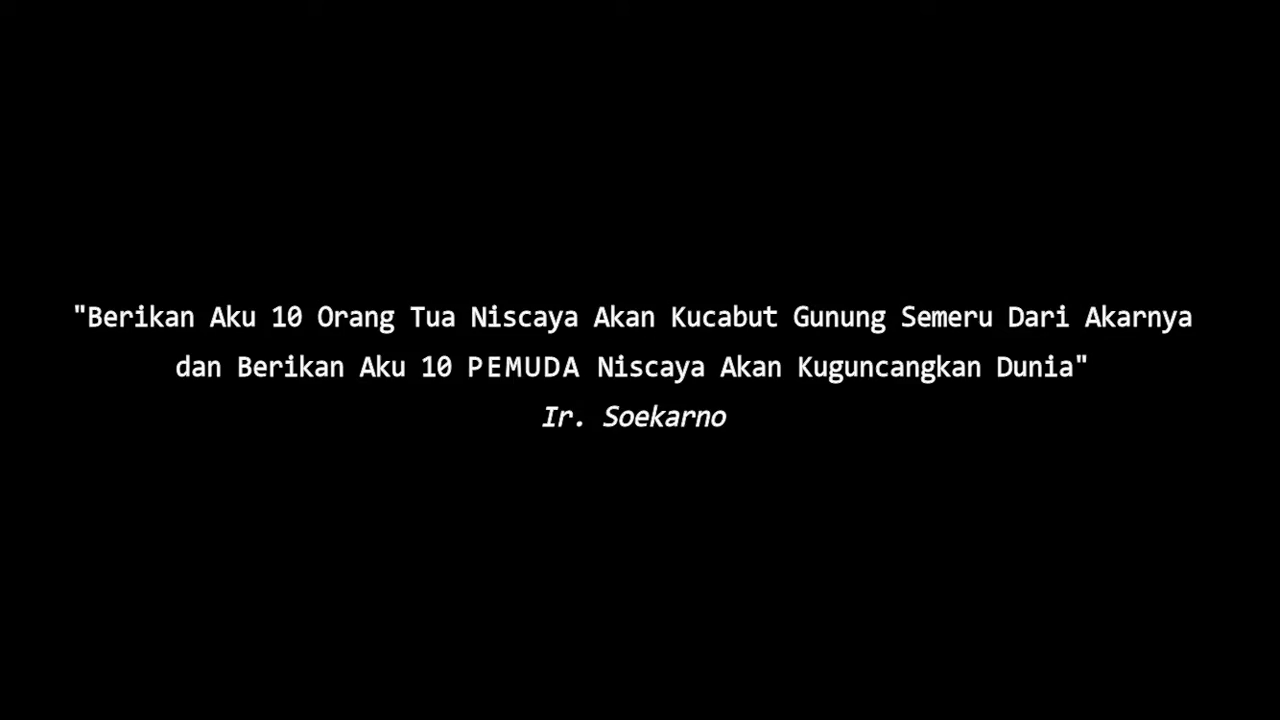 "Berikan Aku 10 Orang Tua Niscaya Akan Kucabut Gunung Semeru Dari Akarnya
dan Berikan Aku 10 PEMUDA Niscaya Akan Kuguncangkan Dunia"
Ir. Soekarno